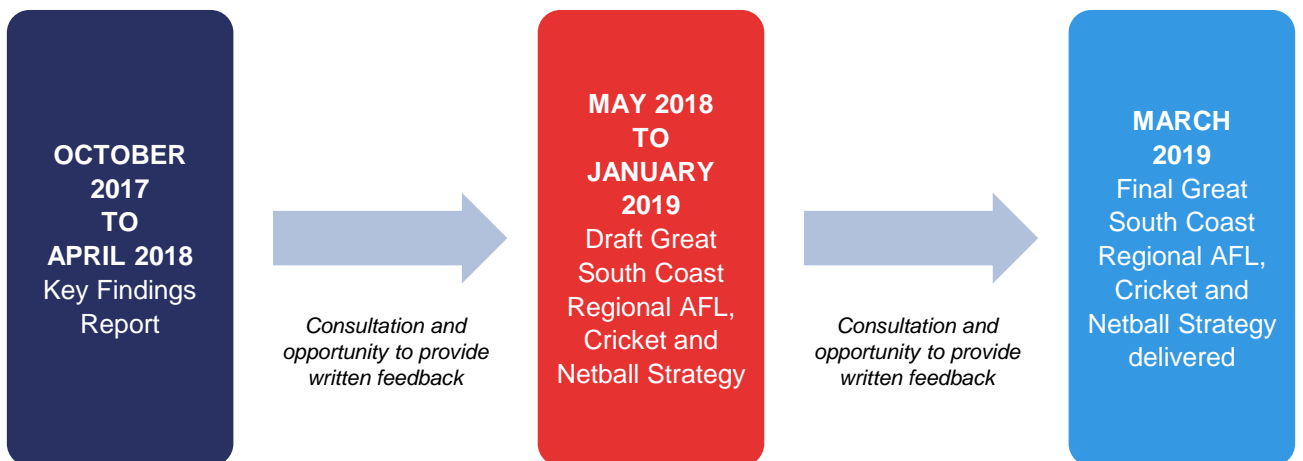 OCTOBER
2017
TO
APRIL 2018
Key Findings
Report
Consultation and
opportunity to provide
written feedback
MAY 2018
TO
JANUARY
2019
Draft Great
South Coast
Regional AFL,
Cricket and
Netball Strategy
Consultation and
opportunity to provide
written feedback
MARCH
2019
Final Great
South Coast
Regional AFL,
Cricket and
Netball Strategy
delivered